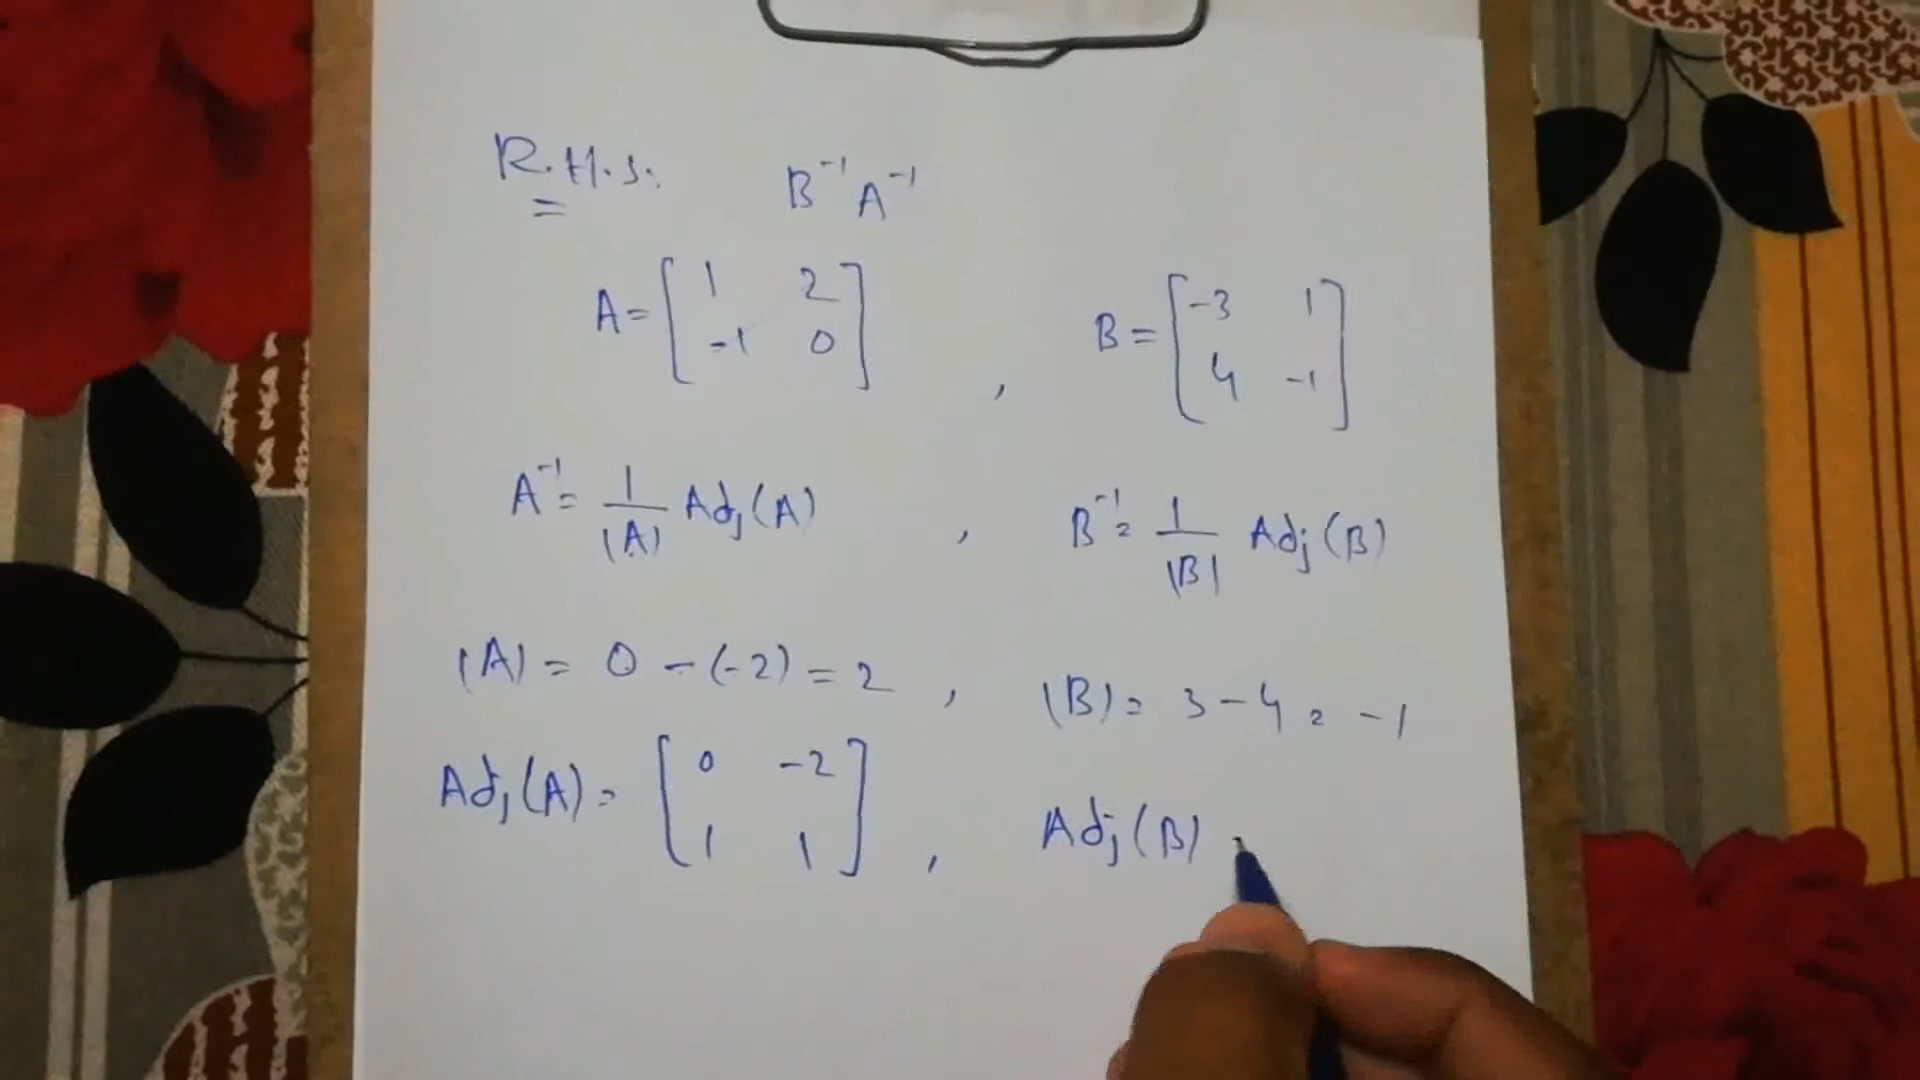 R.H.S. B⁻¹ A⁻¹
A = [1 2; -1 0] , B = [-3 1; 4 -1]
A⁻¹ = 1/|A| Adj(A) , B⁻¹ = 1/|B| Adj(B)
|A| = 0 - (-2) = 2 , |B| = 3 - 4 = -1
Adj(A) = [0 -2; 1 1] , Adj(B)